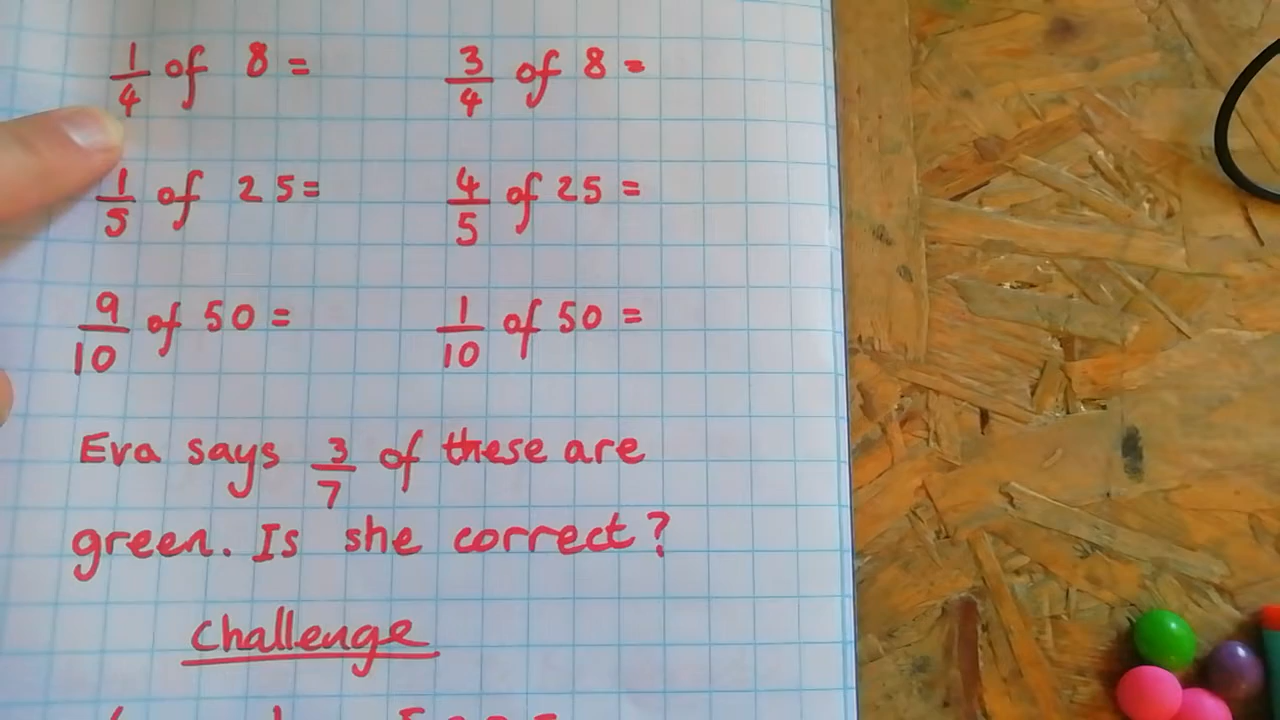 1/4 of 8 = 3/4 of 8 =
1/5 of 25= 4/5 of 25 =
9/10 of 50 = 1/10 of 50 =
Eva says 3/7 of these are
green. Is she correct?
Challenge